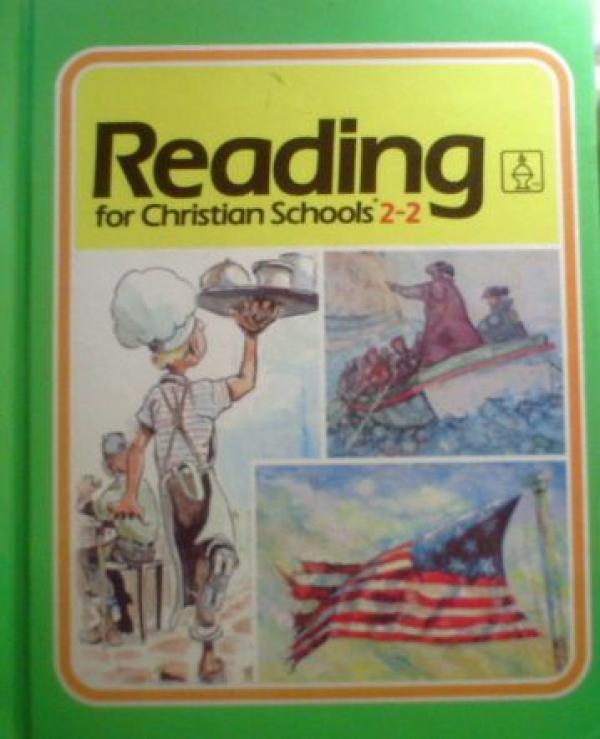 Reading
for Christian Schools® 2-2